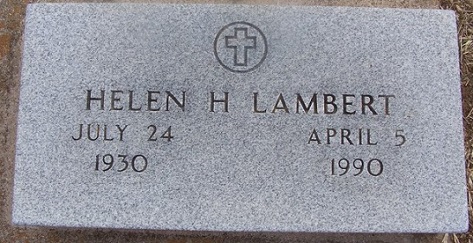 HELEN H LAMBERT
JULY 24 APRIL 5
1930 1990